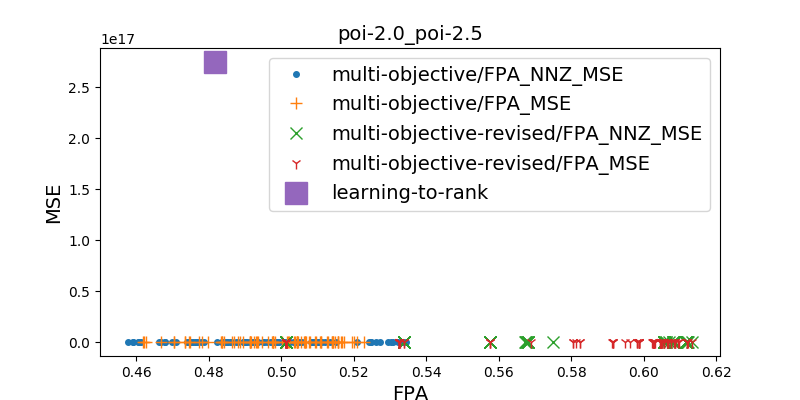 poi-2.0_poi-2.5
1e17
multi-objective/FPA_NNZ_MSE
multi-objective/FPA_MSE
multi-objective-revised/FPA_NNZ_MSE
multi-objective-revised/FPA_MSE
learning-to-rank
MSE
2.5
2.0
1.5
1.0
0.5
0.0
0.46 0.48 0.50 0.52 0.54 0.56 0.58 0.60 0.62
FPA